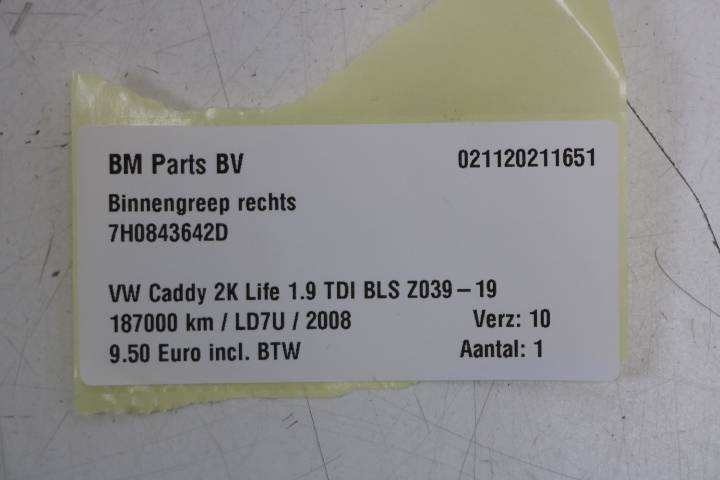 BM Parts BV 021120211651
Binnengreep rechts
7H0843642D
VW Caddy 2K Life 1.9 TDI BLS Z039 – 19
187000 km / LD7U / 2008 Verz: 10
9.50 Euro incl. BTW Aantal: 1